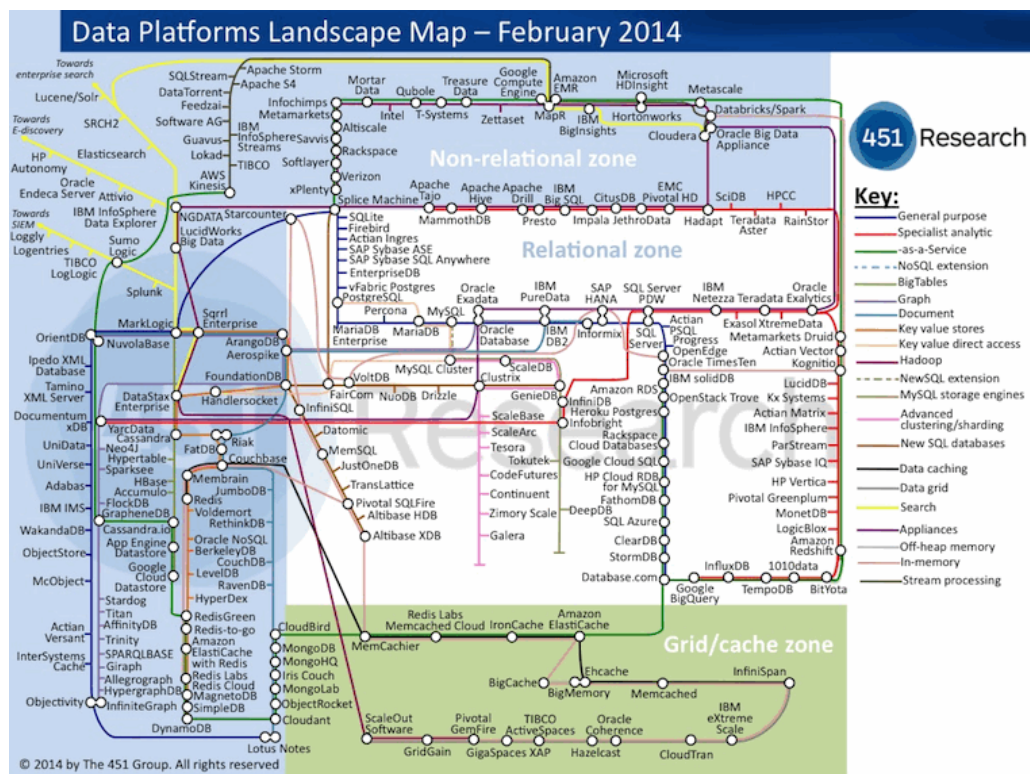 Data Platforms Landscape Map – February 2014
Towards
enterprise search
Lucene/Solr
SRCH2
Towards
E-discovery
HP
Autonomy
Elasticsearch
Oracle
Endeca Server
Attivio
IBM InfoSphere
Data Explorer
Towards
SIEM
Loggly
Logentries
Sumo
Logic
TIBCO
LogLogic
Splunk
SQLStream
DataTorrent
Feedzai
Software AG
Guavus
Lokad
AWS
Kinesis
Apache Storm
Apache S4
IBM
InfoSphere
Streams
TIBCO
Infochimps
Metamarkets
Savvis
Softlayer
xPlenty
Altiscale
Rackspace
Verizon
Splice Machine
Mortar
Data
Intel
Qubole
T-Systems
Treasure
Data
Zettaset
Google
Compute
Engine
Amazon
EMR
MapR
IBM
BigInsights
Microsoft
HDInsight
Hortonworks
Cloudera
Metascale
Databricks/Spark
Oracle Big Data
Appliance
Non-relational zone
451 Research
NGDATA
LucidWorks
Big Data
Starcounter
Apache
Tajo
MammothDB
Apache
Hive
Apache
Drill
Presto
IBM
Big SQL
Impala
CitusDB
JethroData
EMC
Pivotal HD
Hadapt
SciDB
Teradata
Aster
HPCC
RainStor
Relational zone
SQLite
Firebird
Actian Ingres
SAP Sybase ASE
SAP Sybase SQL Anywhere
EnterpriseDB
vFabric Postgres
PostgreSQL
Percona
MySQL
MariaDB
Enterprise
MariaDB
Oracle
Exadata
Oracle
Database
IBM
PureData
IBM
DB2
SAP
HANA
Informix
SQL Server
PDW
SQL
Server
IBM
Netezza
Teradata
Oracle
Exalytics
Exasol
XtremeData
Actian
PSQL
Progress
OpenEdge
Oracle TimesTen
IBM solidDB
OpenStack Trove
Metamarkets Druid
Actian Vector
Kognitio
LucidDB
Kx Systems
Actian Matrix
IBM InfoSphere
ParStream
SAP Sybase IQ
HP Vertica
Pivotal Greenplum
MonetDB
LogicBlox
Amazon
Redshift
Google
BigQuery
InfluxDB
TempoDB
1010data
BitYota
OrientDB
MarkLogic
NuvolaBase
Sqrrl
Enterprise
ArangoDB
Aerospike
FoundationDB
Ipedo XML
Database
Tamino
XML Server
Documentum
xDB
UniData
UniVerse
Adabas
IBM IMS
WakandaDB
ObjectStore
McObject
Actian
Versant
InterSystems
Cache
Objectivity
DataStax
Enterprise
Handlersocket
YarcData
Cassandra
Neo4J
Hypertable
Sparksee
HBase
Accumulo
FlockDB
GrapheneDB
Cassandra.io
App Engine
Datastore
Google
Cloud
Datastore
Stardog
Titan
AffinityDB
Trinity
SPARQLBASE
Giraph
Allegrograph
HypergraphDB
InfiniteGraph
FatDB
Riak
Couchbase
Membrain
JumboDB
Redis
Voldemort
RethinkDB
Oracle NoSQL
BerkeleyDB
CouchDB
LevelDB
RavenDB
HyperDex
RedisGreen
Redis-to-go
Amazon
ElastiCache
with Redis
Redis Labs
Redis Cloud
MagnetoDB
SimpleDB
DynamoDB
CloudBird
MongoDB
MongoHQ
Iris Couch
MongoLab
ObjectRocket
Cloudant
Lotus Notes
MySQL Cluster
ScaleDB
VoltDB
FairCom
NuoDB
Drizzle
Clustrix
GenieDB
InfiniSQL
InfiniDB
Infobright
Datomic
MemSQL
JustOneDB
TransLattice
Pivotal SQLFire
Altibase HDB
Altibase XDB
ScaleBase
ScaleArc
Tesora
Tokutek
CodeFutures
Continuent
Zimory Scale
Galera
DeepDB
Amazon RDS
Heroku Postgres
Rackspace
Cloud Databases
Google Cloud SQL
HP Cloud RDB
for MySQL
FathomDB
SQL Azure
ClearDB
StormDB
Database.com
Grid/cache zone
MemCachier
Redis Labs
Memcached Cloud
IronCache
Amazon
ElastiCache
BigCache
BigMemory
Ehcache
Memcached
InfiniSpan
ScaleOut
Software
GridGain
Pivotal
GemFire
GigaSpaces XAP
TIBCO
ActiveSpaces
Hazelcast
Oracle
Coherence
CloudTran
IBM
eXtreme
Scale
Key:
General purpose
Specialist analytic
-as-a-Service
NoSQL extension
BigTables
Graph
Document
Key value stores
Key value direct access
Hadoop
NewSQL extension
MySQL storage engines
Advanced
clustering/sharding
New SQL databases
Data caching
Data grid
Search
Appliances
Off-heap memory
In-memory
Stream processing
451 Research
© 2014 by The 451 Group. All rights reserved